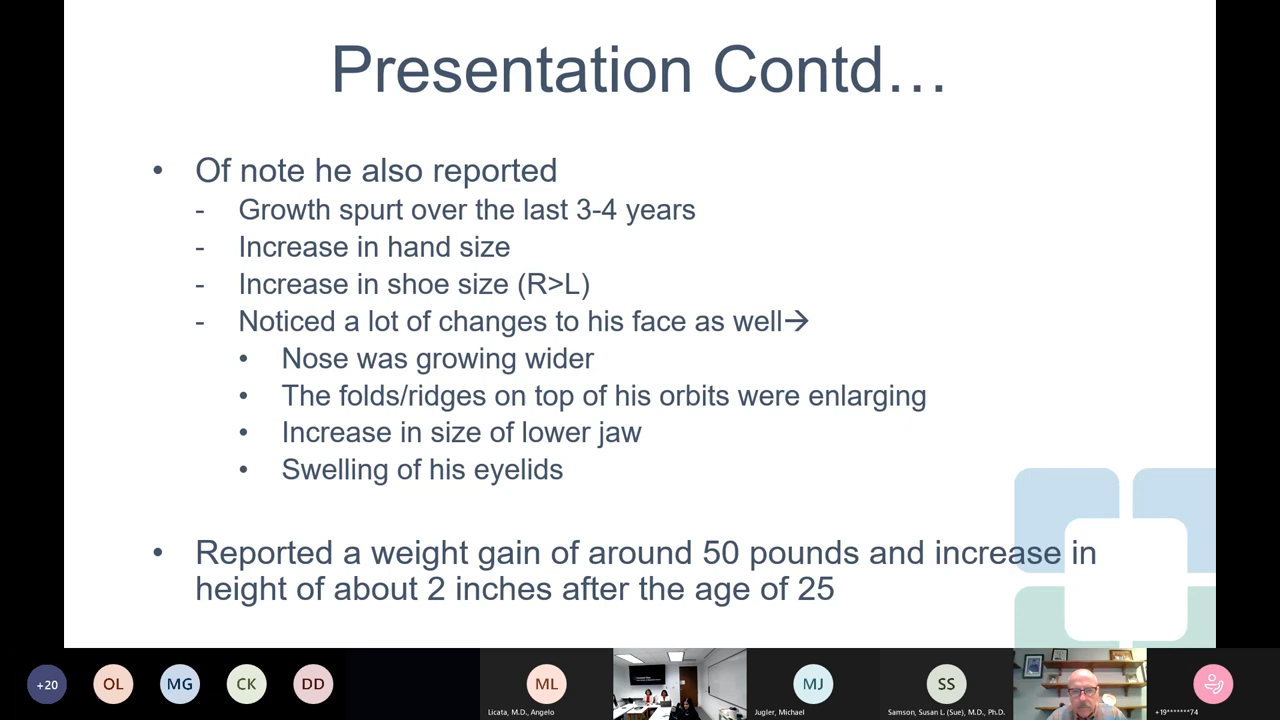 Presentation Contd…
• Of note he also reported
- Growth spurt over the last 3-4 years
- Increase in hand size
- Increase in shoe size (R>L)
- Noticed a lot of changes to his face as well→
• Nose was growing wider
• The folds/ridges on top of his orbits were enlarging
• Increase in size of lower jaw
• Swelling of his eyelids
• Reported a weight gain of around 50 pounds and increase in
height of about 2 inches after the age of 25
+20
OL
MG
CK
DD
ML
Licata, M.D., Angelo
MJ
Jugler, Michael
SS
Samson, Susan L. (Sue), M.D., Ph.D.
+19*******74